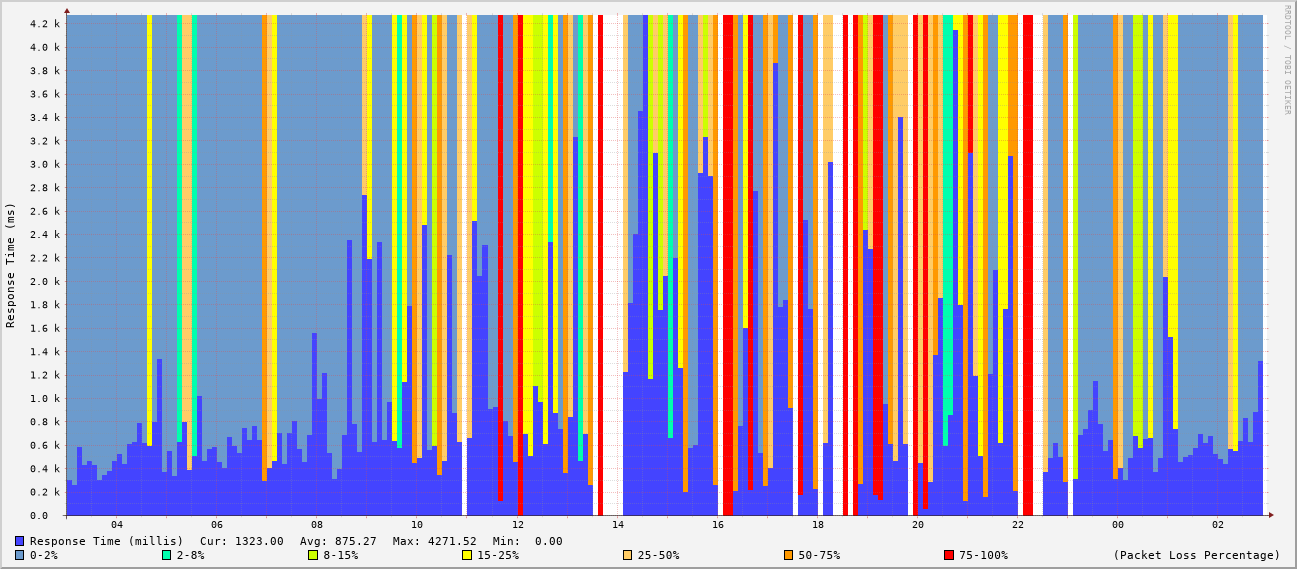 RRDTOOL / TOBI OETIKER
Response Time (ms)
4.2 k
4.0 k
3.8 k
3.6 k
3.4 k
3.2 k
3.0 k
2.8 k
2.6 k
2.4 k
2.2 k
2.0 k
1.8 k
1.6 k
1.4 k
1.2 k
1.0 k
0.8 k
0.6 k
0.4 k
0.2 k
0.0
04 06 08 10 12 14 16 18 20 22 00 02
Response Time (millis) Cur: 1323.00 Avg: 875.27 Max: 4271.52 Min: 0.00
0-2% 2-8% 8-15% 15-25% 25-50% 50-75% 75-100% (Packet Loss Percentage)